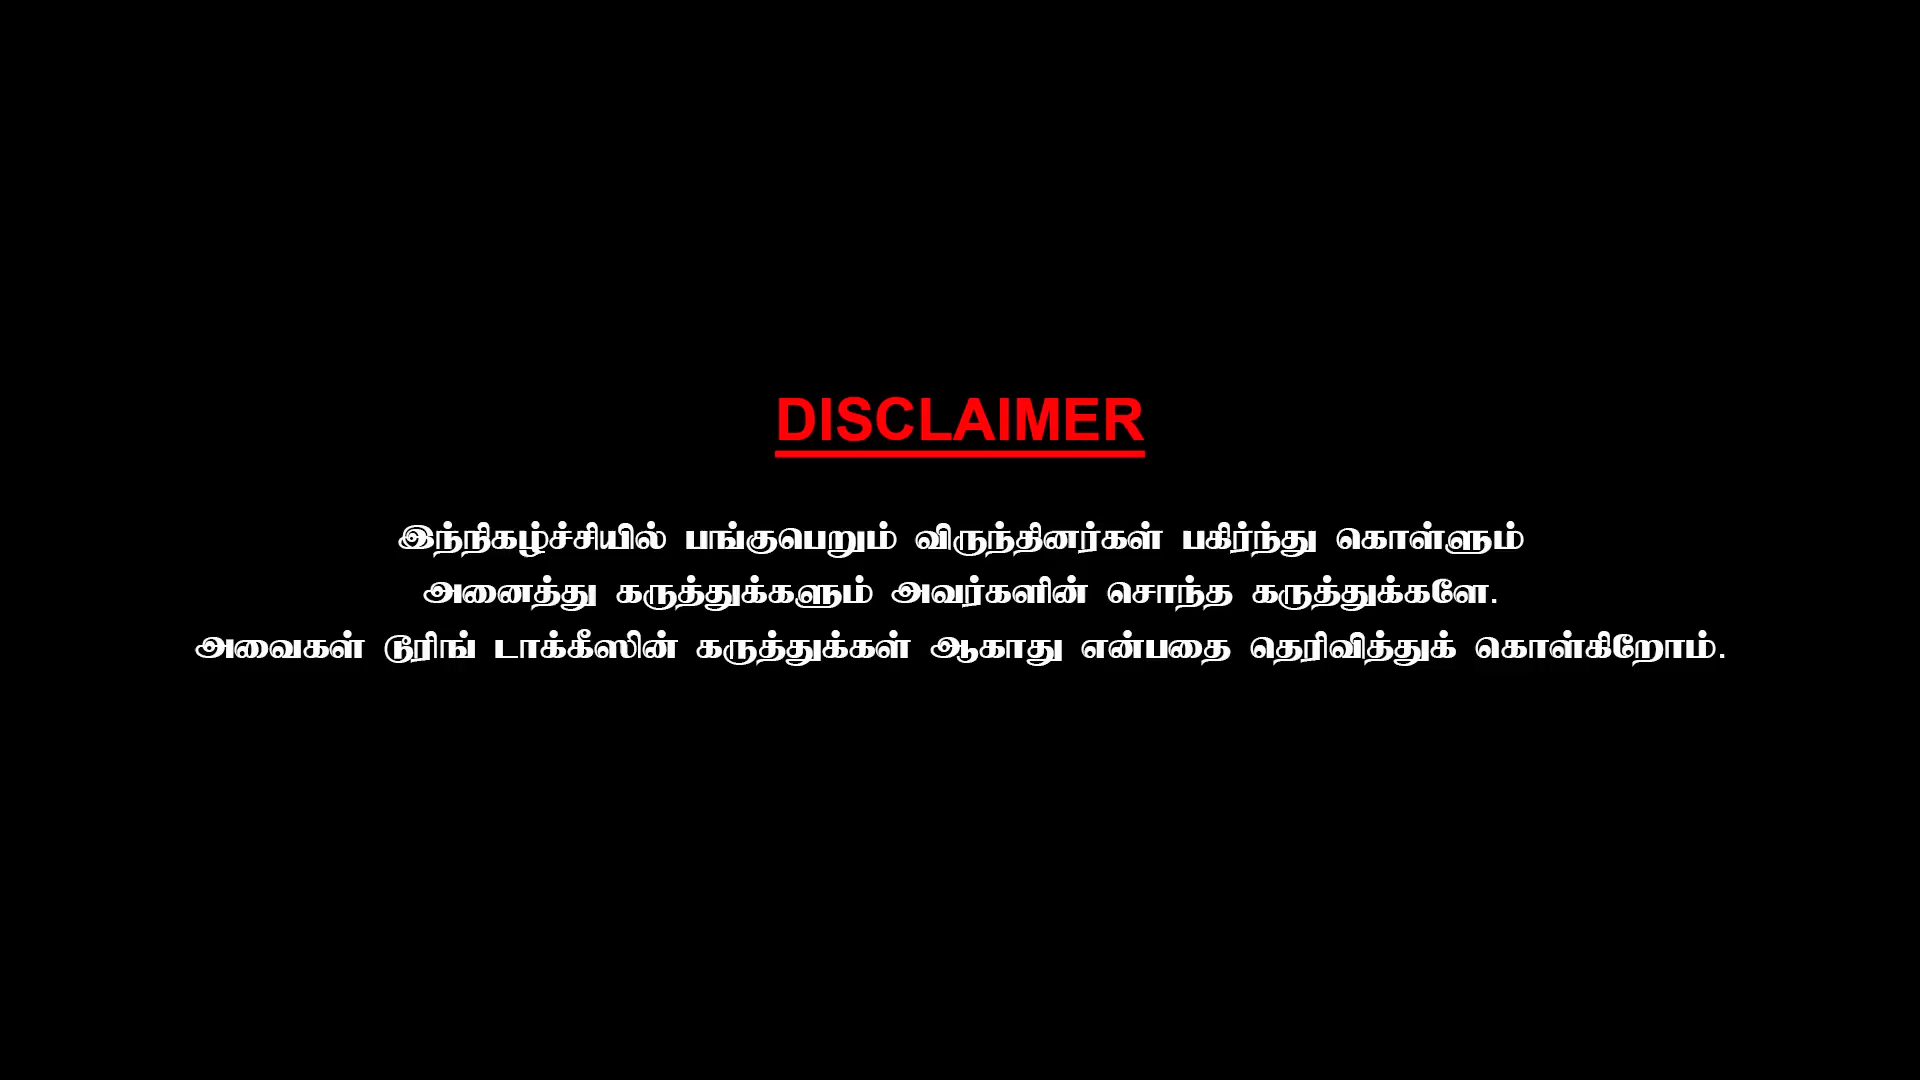 DISCLAIMER
இந்நிகழ்ச்சியில் பங்குபெறும் விருந்தினர்கள் பகிர்ந்து கொள்ளும்
அனைத்து கருத்துக்களும் அவர்களின் சொந்த கருத்துக்களே.
அவைகள் டூரிங் டாக்கீஸின் கருத்துக்கள் ஆகாது என்பதை தெரிவித்துக் கொள்கிறோம்.